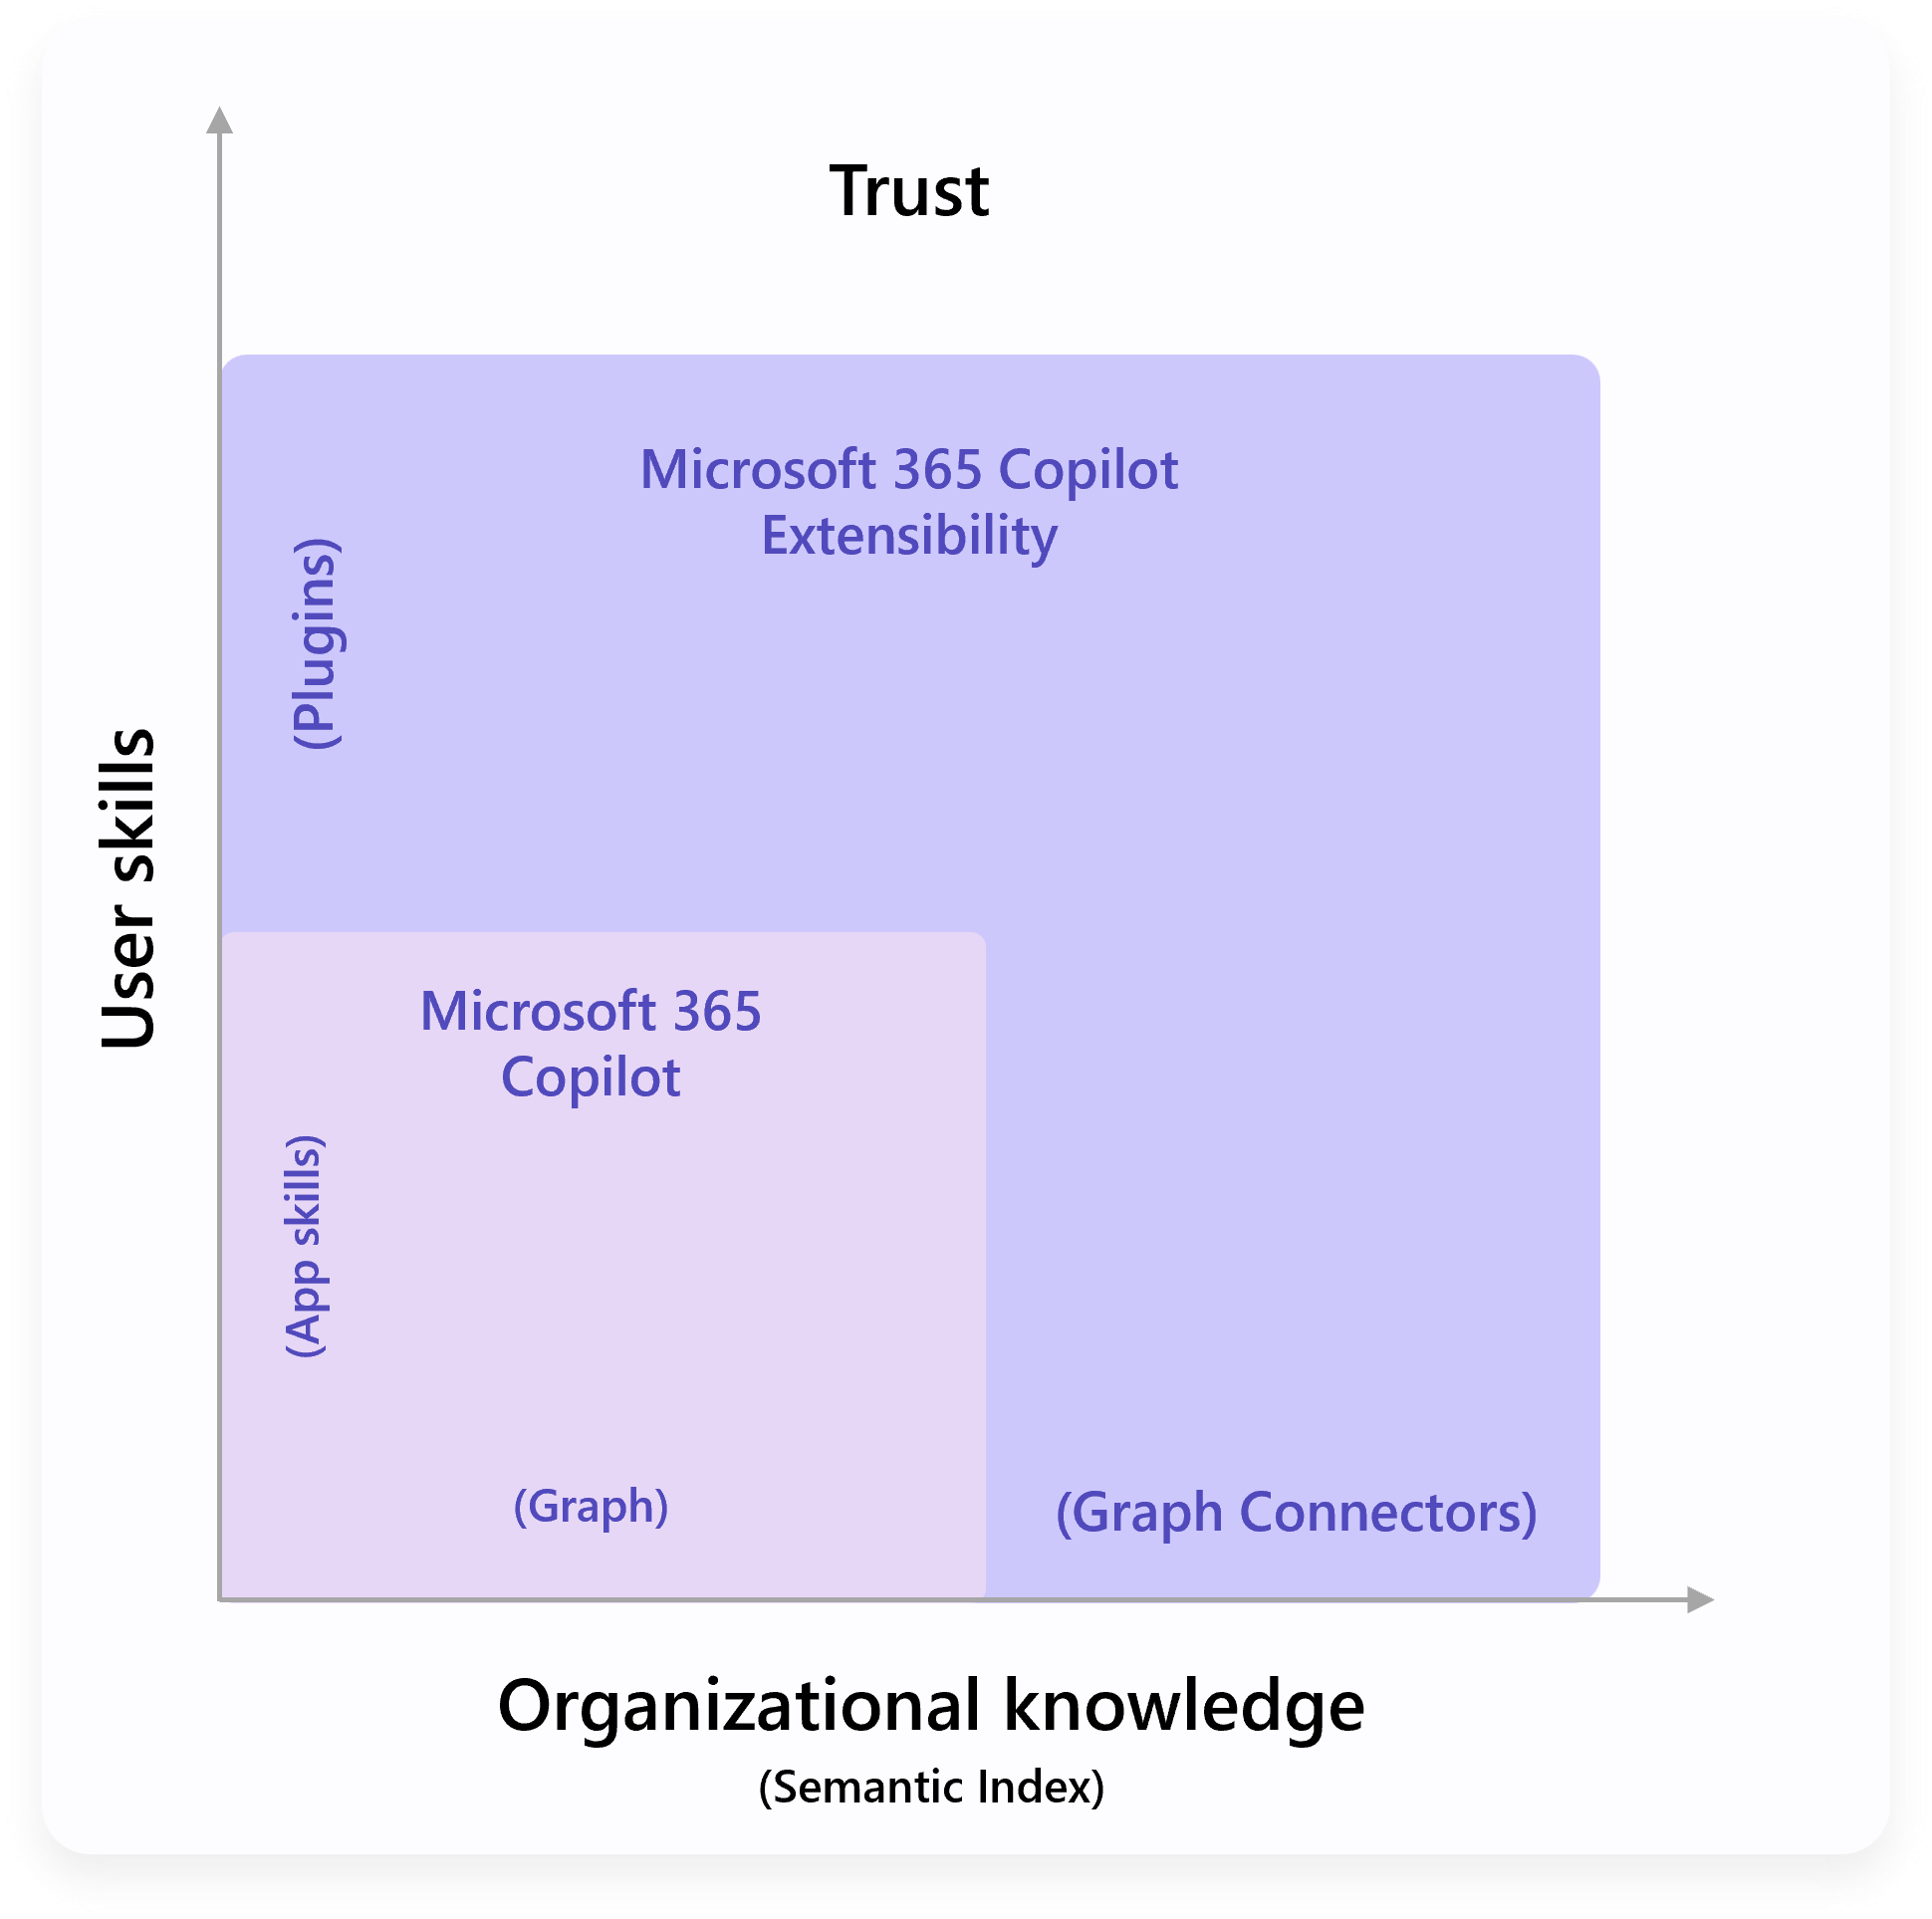 Trust
Microsoft 365 Copilot
Extensibility
(Plugins)
User skills
Microsoft 365
Copilot
(App skills)
(Graph)
(Graph Connectors)
Organizational knowledge
(Semantic Index)